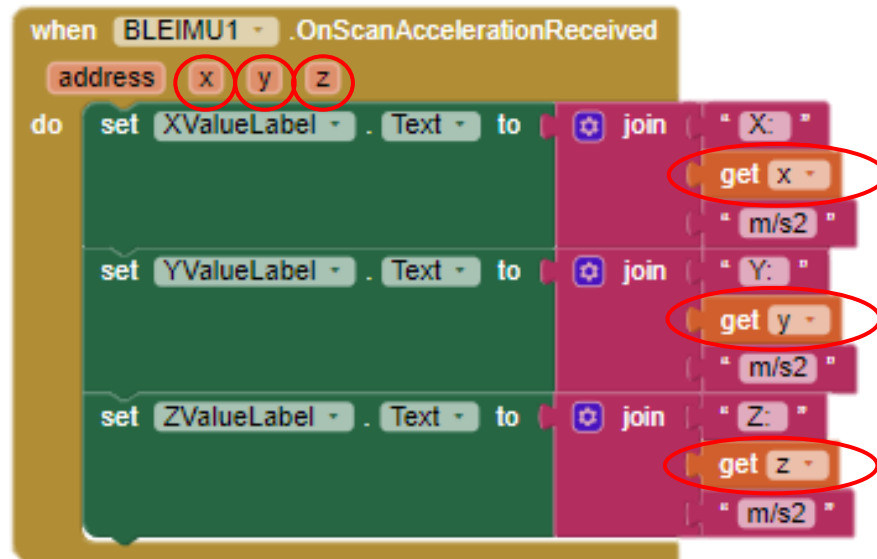 when BLEIMU1 .OnScanAccelerationReceived
address x y z
do set XValueLabel . Text to join " X: "
get x
" m/s2 "
set YValueLabel . Text to join " Y: "
get y
" m/s2 "
set ZValueLabel . Text to join " Z: "
get z
" m/s2 "